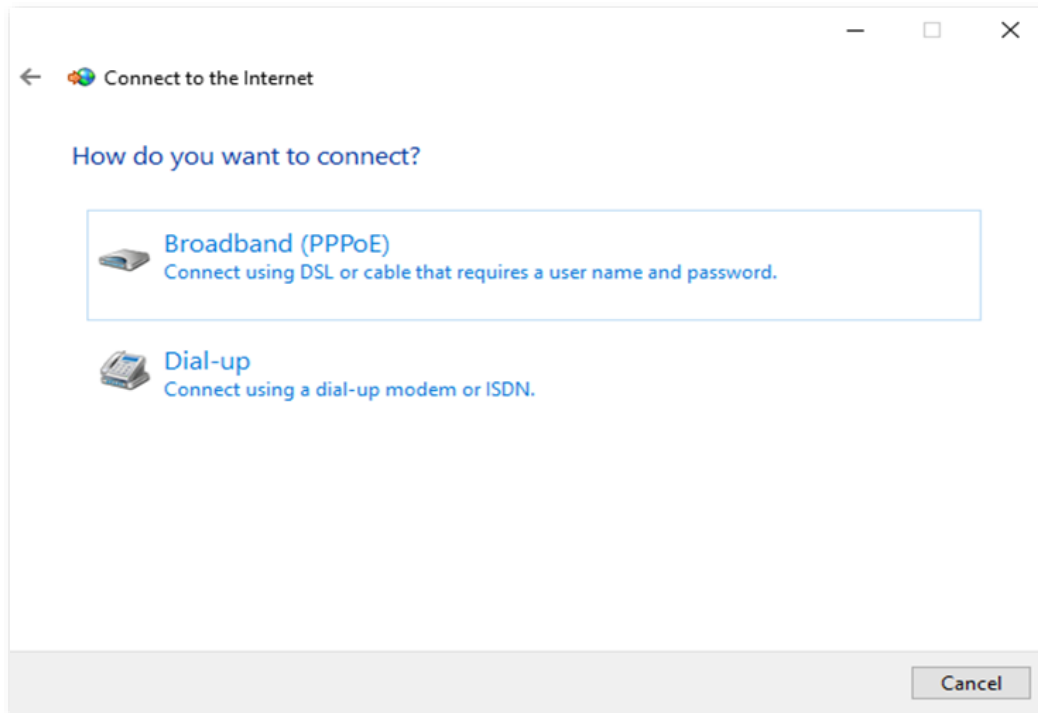 Connect to the Internet
How do you want to connect?
Broadband (PPPoE)
Connect using DSL or cable that requires a user name and password.
Dial-up
Connect using a dial-up modem or ISDN.
Cancel